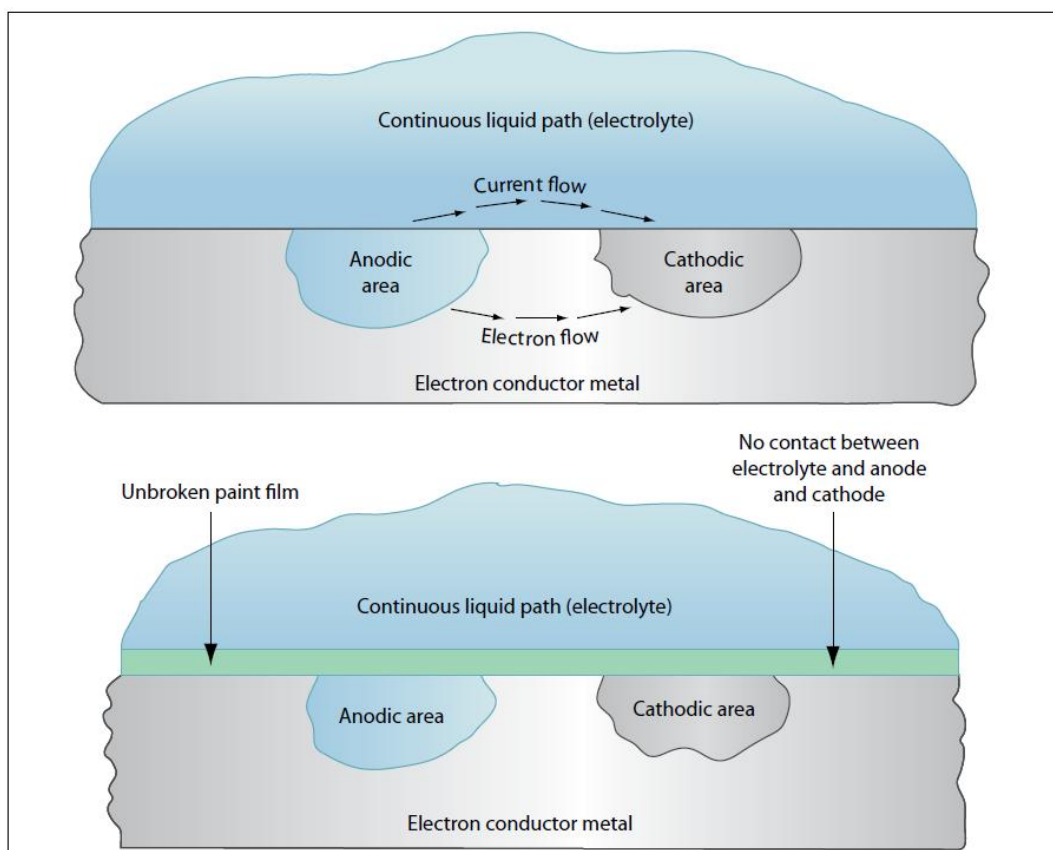 Continuous liquid path (electrolyte)
Current flow
Anodic
area
Cathodic
area
Electron flow
Electron conductor metal
No contact between
electrolyte and anode
and cathode
Unbroken paint film
Continuous liquid path (electrolyte)
Anodic area
Cathodic area
Electron conductor metal